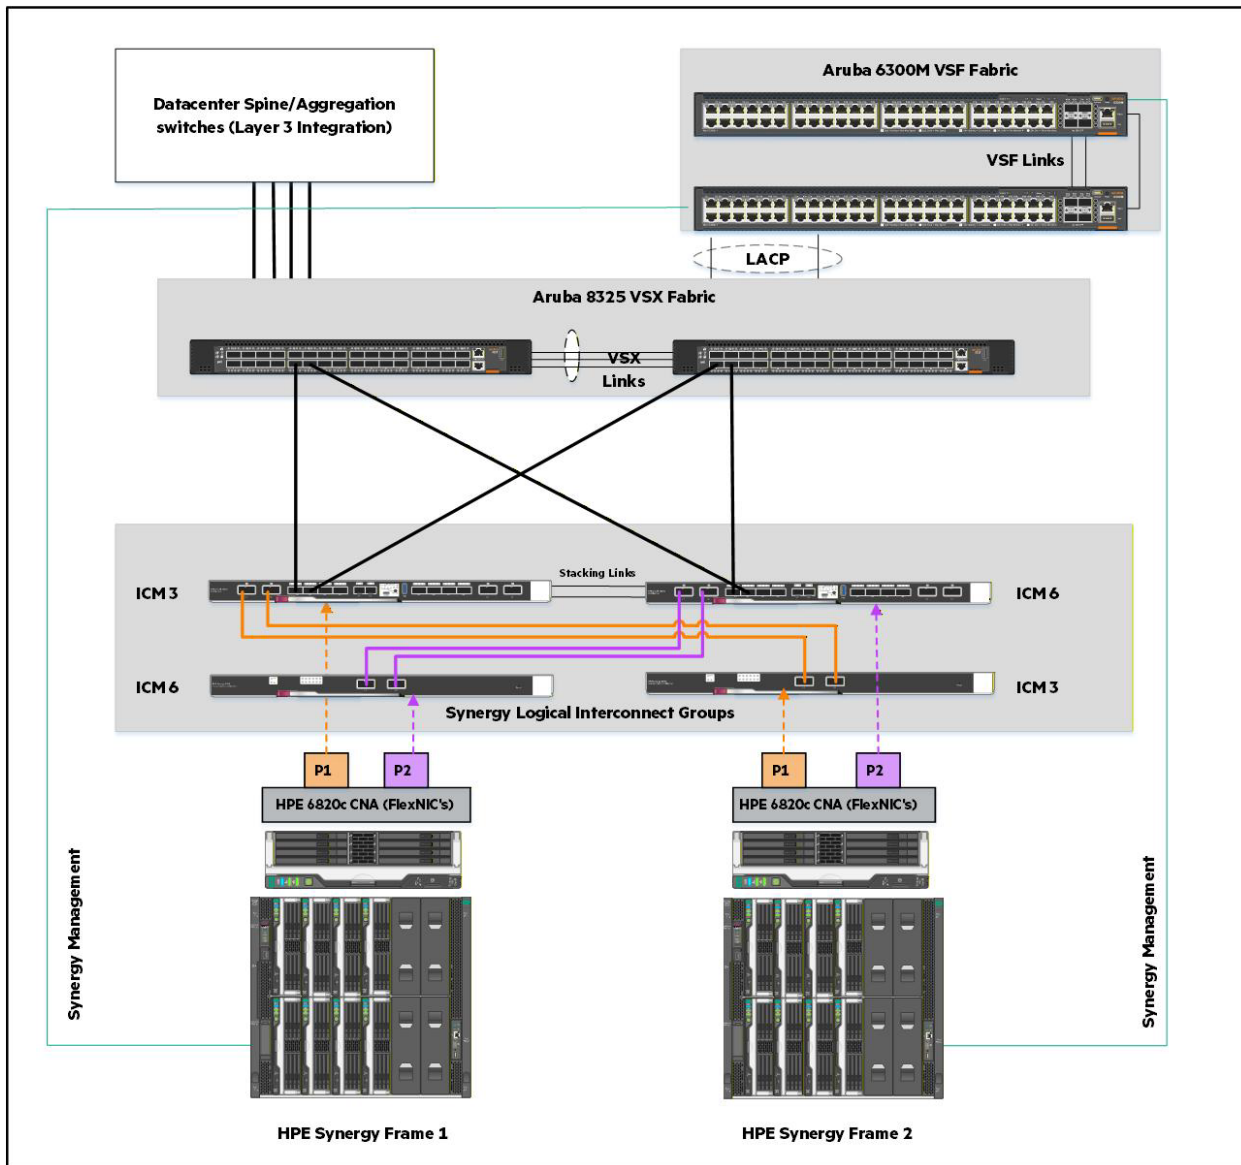 Datacenter Spine/Aggregation
switches (Layer 3 Integration)
Aruba 6300M VSF Fabric
VSF Links
LACP
Aruba 8325 VSX Fabric
VSX
Links
ICM 3
Stacking Links
ICM 6
ICM 6
ICM 3
Synergy Logical Interconnect Groups
P1
P2
P1
P2
HPE 6820c CNA (FlexNIC's)
HPE 6820c CNA (FlexNIC's)
Synergy Management
Synergy Management
HPE Synergy Frame 1
HPE Synergy Frame 2